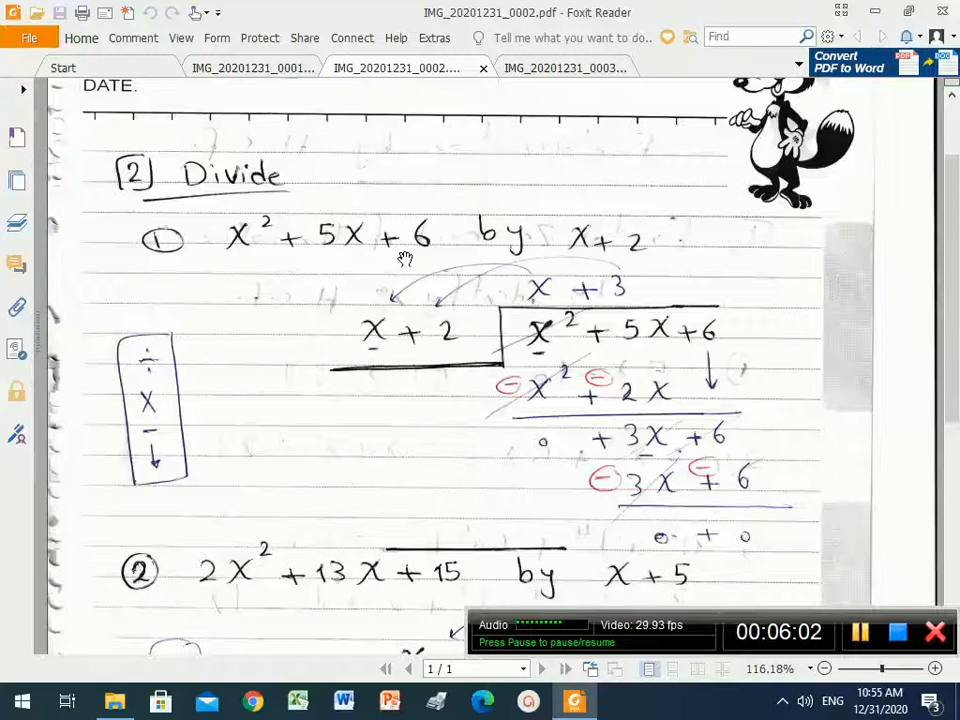 IMG_20201231_0002.pdf - Foxit Reader
File Home Comment View Form Protect Share Connect Help Extras Tell me what you want to do.. Find
Start IMG_20201231_0001.... IMG_20201231_0002.... IMG_20201231_0003....
Convert
PDF to Word
DATE.
2 Divide
① x² + 5x + 6 by x + 2
x + 3
x + 2 x² + 5x + 6
÷
x
-
↓
⊖ x² + ⊖ 2x ↓
0 + 3x + 6
⊖ 3x + ⊖ 6
0 + 0
② 2x² + 13x + 15 by x + 5
Audio Video: 29.93 fps
Press Pause to pause/resume
00:06:02
1 / 1
116.18%
ENG
10:55 AM
12/31/2020
3